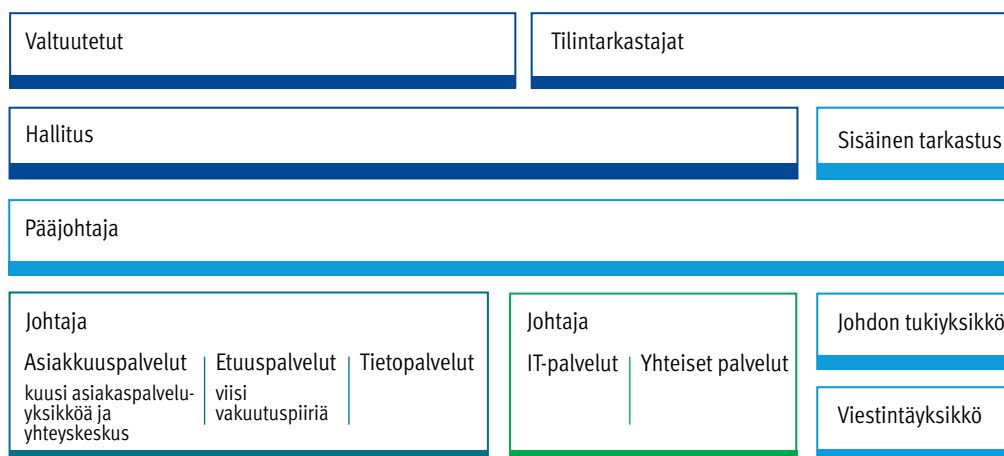 Valtuutetut
Tilintarkastajat
Hallitus
Sisäinen tarkastus
Pääjohtaja
Johtaja
Asiakkuuspalvelut
kuusi asiakaspalvelu-
yksikköä ja
yhteyskeskus
Etuuspalvelut
viisi
vakuutuspiiriä
Tietopalvelut
Johtaja
IT-palvelut
Yhteiset palvelut
Johdon tukiyksikkö
Viestintäyksikkö